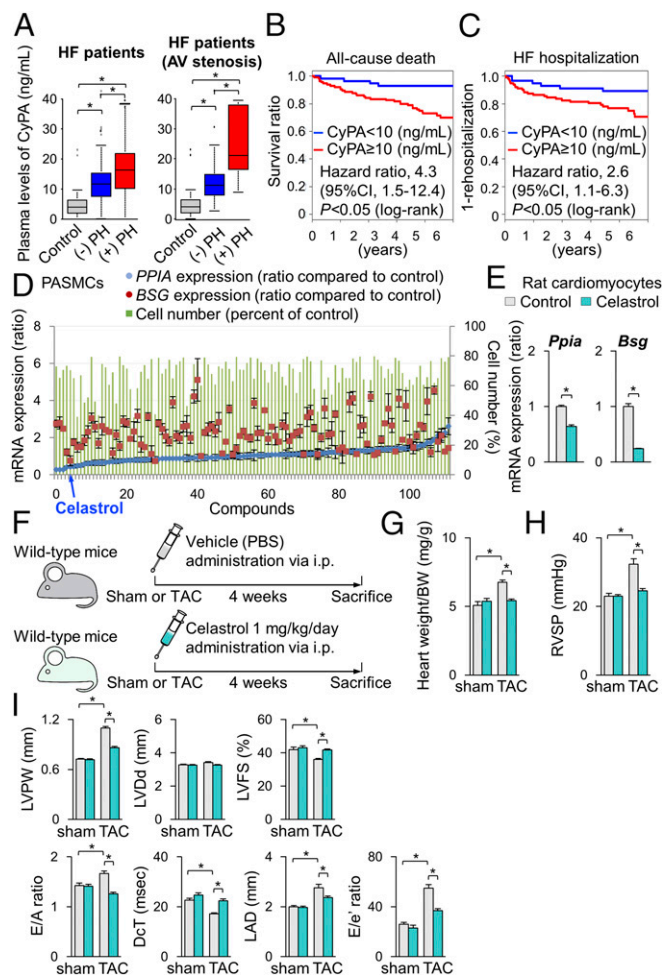 A
HF patients
HF patients
(AV stenosis)
Plasma levels of CyPA (ng/mL)
40
30
20
10
0
40
30
20
10
0
*
*
*
*
*
*
Control
(-) PH
(+) PH
Control
(-) PH
(+) PH
B
All-cause death
Survival ratio
1.0
0.8
0.6
0.4
0.2
0.0
CyPA<10 (ng/mL)
CyPA≥10 (ng/mL)
Hazard ratio, 4.3
(95%CI, 1.5-12.4)
P<0.05 (log-rank)
0 1 2 3 4 5 6
(years)
C
HF hospitalization
1-rehospitalization
1.0
0.8
0.6
0.4
0.2
0.0
CyPA<10 (ng/mL)
CyPA≥10 (ng/mL)
Hazard ratio, 2.6
(95%CI, 1.1-6.3)
P<0.05 (log-rank)
0 1 2 3 4 5 6
(years)
D
PASMCs
PPIA expression (ratio compared to control)
BSG expression (ratio compared to control)
Cell number (percent of control)
mRNA expression (ratio)
8
6
4
2
0
100
80
60
40
20
0
Cell number (%)
0 20 40 60 80 100
Celastrol
Compounds
E
Rat cardiomyocytes
Control
Celastrol
mRNA expression (ratio)
Ppia
2
1
0
*
Bsg
2
1
0
*
F
Wild-type mice
Vehicle (PBS)
administration via i.p.
Sham or TAC 4 weeks Sacrifice
Wild-type mice
Celastrol 1 mg/kg/day
administration via i.p.
Sham or TAC 4 weeks Sacrifice
G
Heart weight/BW (mg/g)
10
5
0
*
*
sham TAC
H
RVSP (mmHg)
40
20
0
*
*
sham TAC
I
LVPW (mm)
1.2
0.6
0
*
*
sham TAC
LVDd (mm)
6
4
2
0
LVFS (%)
60
40
20
0
*
*
sham TAC
E/A ratio
2
1
0
*
*
sham TAC
DcT (msec)
40
20
0
*
*
LAD (mm)
4
2
0
*
*
sham TAC
E/e' ratio
80
40
0
*
*
sham TAC